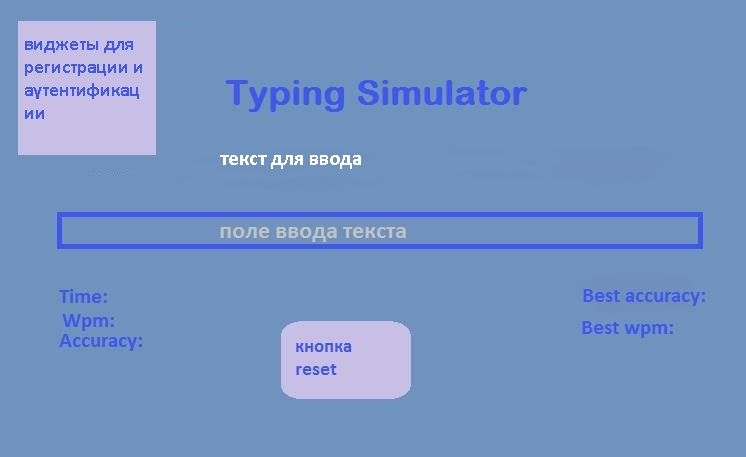 виджеты для
регистрации и
аутентификац
ии
Typing Simulator
текст для ввода
поле ввода текста
Time:
Wpm:
Accuracy:
Best accuracy:
Best wpm:
кнопка
reset